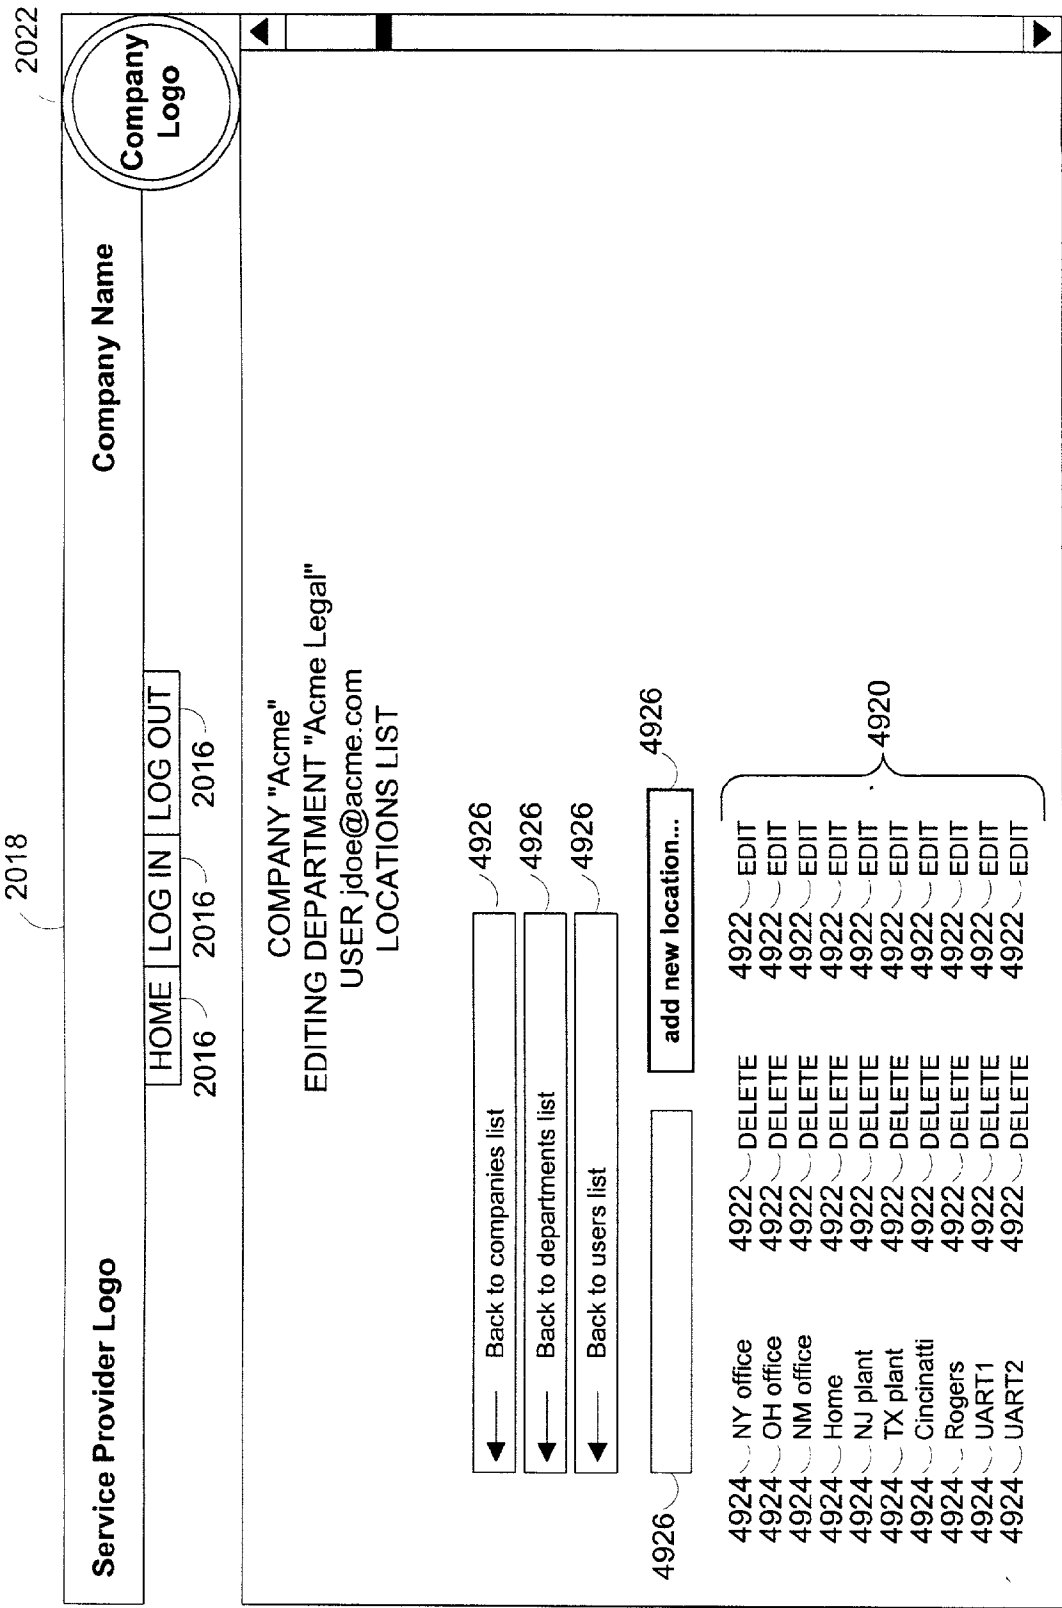 2018
2022
Service Provider Logo Company Name Company Logo
HOME LOG IN LOG OUT
2016 2016 2016
COMPANY "Acme"
EDITING DEPARTMENT "Acme Legal"
USER jdoe@acme.com
LOCATIONS LIST
Back to companies list 4926
Back to departments list 4926
Back to users list 4926
4926 add new location... 4926
4924 NY office 4922 DELETE 4922 EDIT
4924 OH office 4922 DELETE 4922 EDIT
4924 NM office 4922 DELETE 4922 EDIT
4924 Home 4922 DELETE 4922 EDIT
4924 NJ plant 4922 DELETE 4922 EDIT
4924 TX plant 4922 DELETE 4922 EDIT
4924 Cincinatti 4922 DELETE 4922 EDIT
4924 Rogers 4922 DELETE 4922 EDIT
4924 UART1 4922 DELETE 4922 EDIT
4924 UART2 4922 DELETE 4922 EDIT
4920